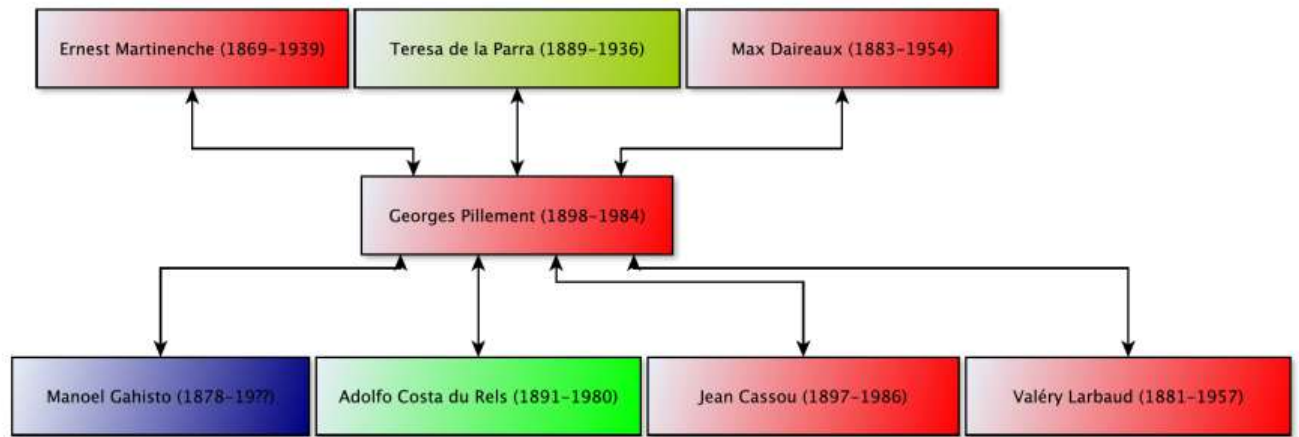 Ernest Martinenche (1869-1939)
Teresa de la Parra (1889-1936)
Max Daireaux (1883-1954)
Georges Pillement (1898-1984)
Manoel Gahisto (1878-19??)
Adolfo Costa du Rels (1891-1980)
Jean Cassou (1897-1986)
Valéry Larbaud (1881-1957)